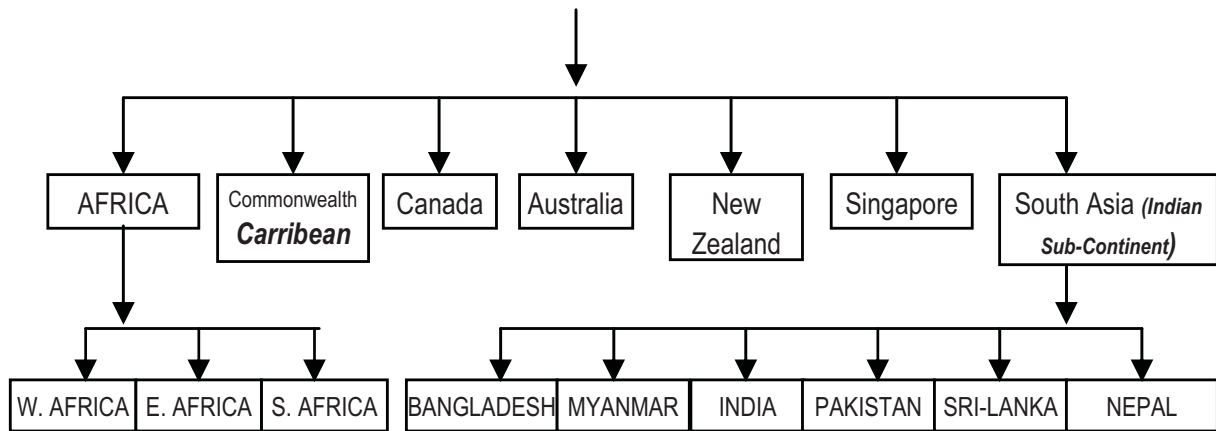 AFRICA
Commonwealth
Carribean
Canada
Australia
New
Zealand
Singapore
South Asia (Indian
Sub-Continent)
W. AFRICA
E. AFRICA
S. AFRICA
BANGLADESH
MYANMAR
INDIA
PAKISTAN
SRI-LANKA
NEPAL